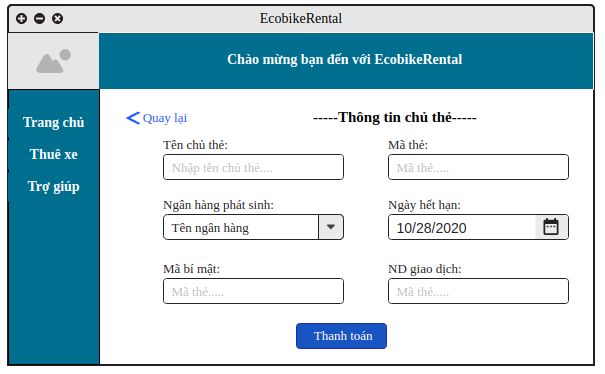 EcobikeRental
Chào mừng bạn đến với EcobikeRental
Trang chủ
Thuê xe
Trợ giúp
Quay lại
-----Thông tin chủ thẻ-----
Tên chủ thẻ:
Mã thẻ:
Nhập tên chủ thẻ....
Mã thẻ.....
Ngân hàng phát sinh:
Ngày hết hạn:
Tên ngân hàng
10/28/2020
Mã bí mật:
ND giao dịch:
Mã thẻ.....
Mã thẻ.....
Thanh toán